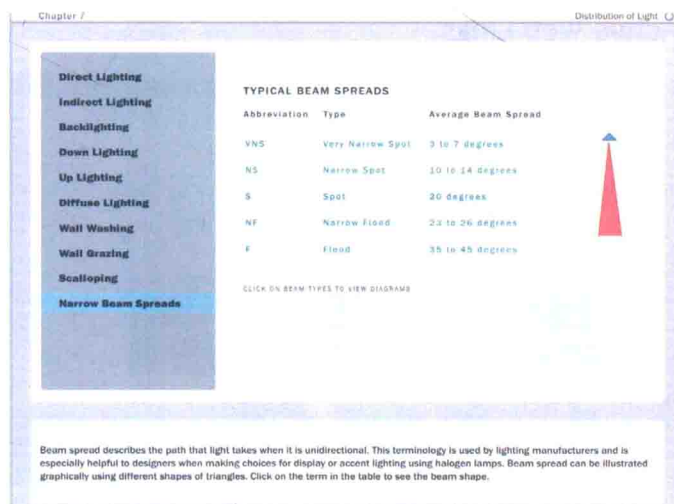 Chapter 7
Distribution of Light
Direct Lighting
Indirect Lighting
Backlighting
Down Lighting
Up Lighting
Diffuse Lighting
Wall Washing
Wall Grazing
Scalloping
Narrow Beam Spreads
TYPICAL BEAM SPREADS
Abbreviation Type Average Beam Spread
VNS Very Narrow Spot 3 to 7 degrees
NS Narrow Spot 10 to 14 degrees
S Spot 20 degrees
NF Narrow Flood 23 to 26 degrees
F Flood 35 to 45 degrees
CLICK ON BEAM TYPES TO VIEW DIAGRAMS
Beam spread describes the path that light takes when it is unidirectional. This terminology is used by lighting manufacturers and is
especially helpful to designers when making choices for display or accent lighting using halogen lamps. Beam spread can be illustrated
graphically using different shapes of triangles. Click on the term in the table to see the beam shape.